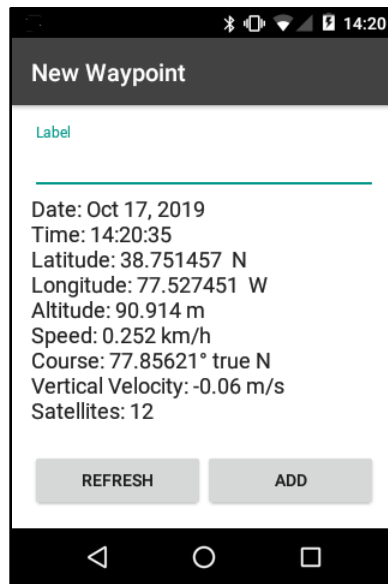 14:20
New Waypoint
Label
Date: Oct 17, 2019
Time: 14:20:35
Latitude: 38.751457  N
Longitude: 77.527451  W
Altitude: 90.914 m
Speed: 0.252 km/h
Course: 77.85621° true N
Vertical Velocity: -0.06 m/s
Satellites: 12
REFRESH ADD